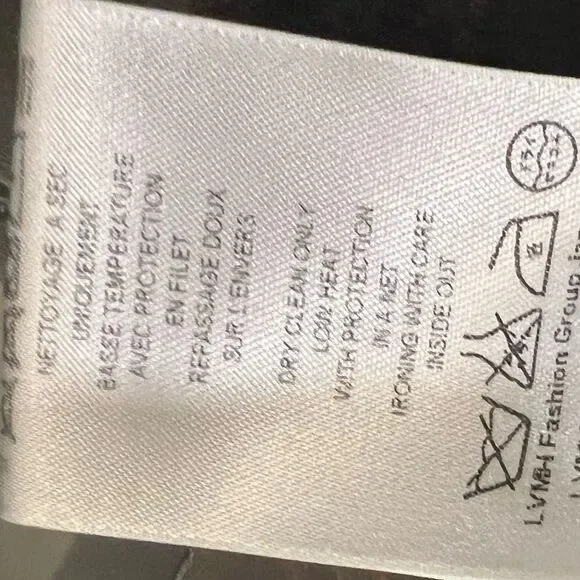 NETTOYAGE A SEC
UNIQUEMENT
BASSE TEMPERATURE
AVEC PROTECTION
EN FILET
REPASSAGE DOUX
SUR L'ENVERS
DRY CLEAN ONLY
LOW HEAT
WITH PROTECTION
IN A NET
IRONING WITH CARE
INSIDE OUT
LVMH Fashion Group